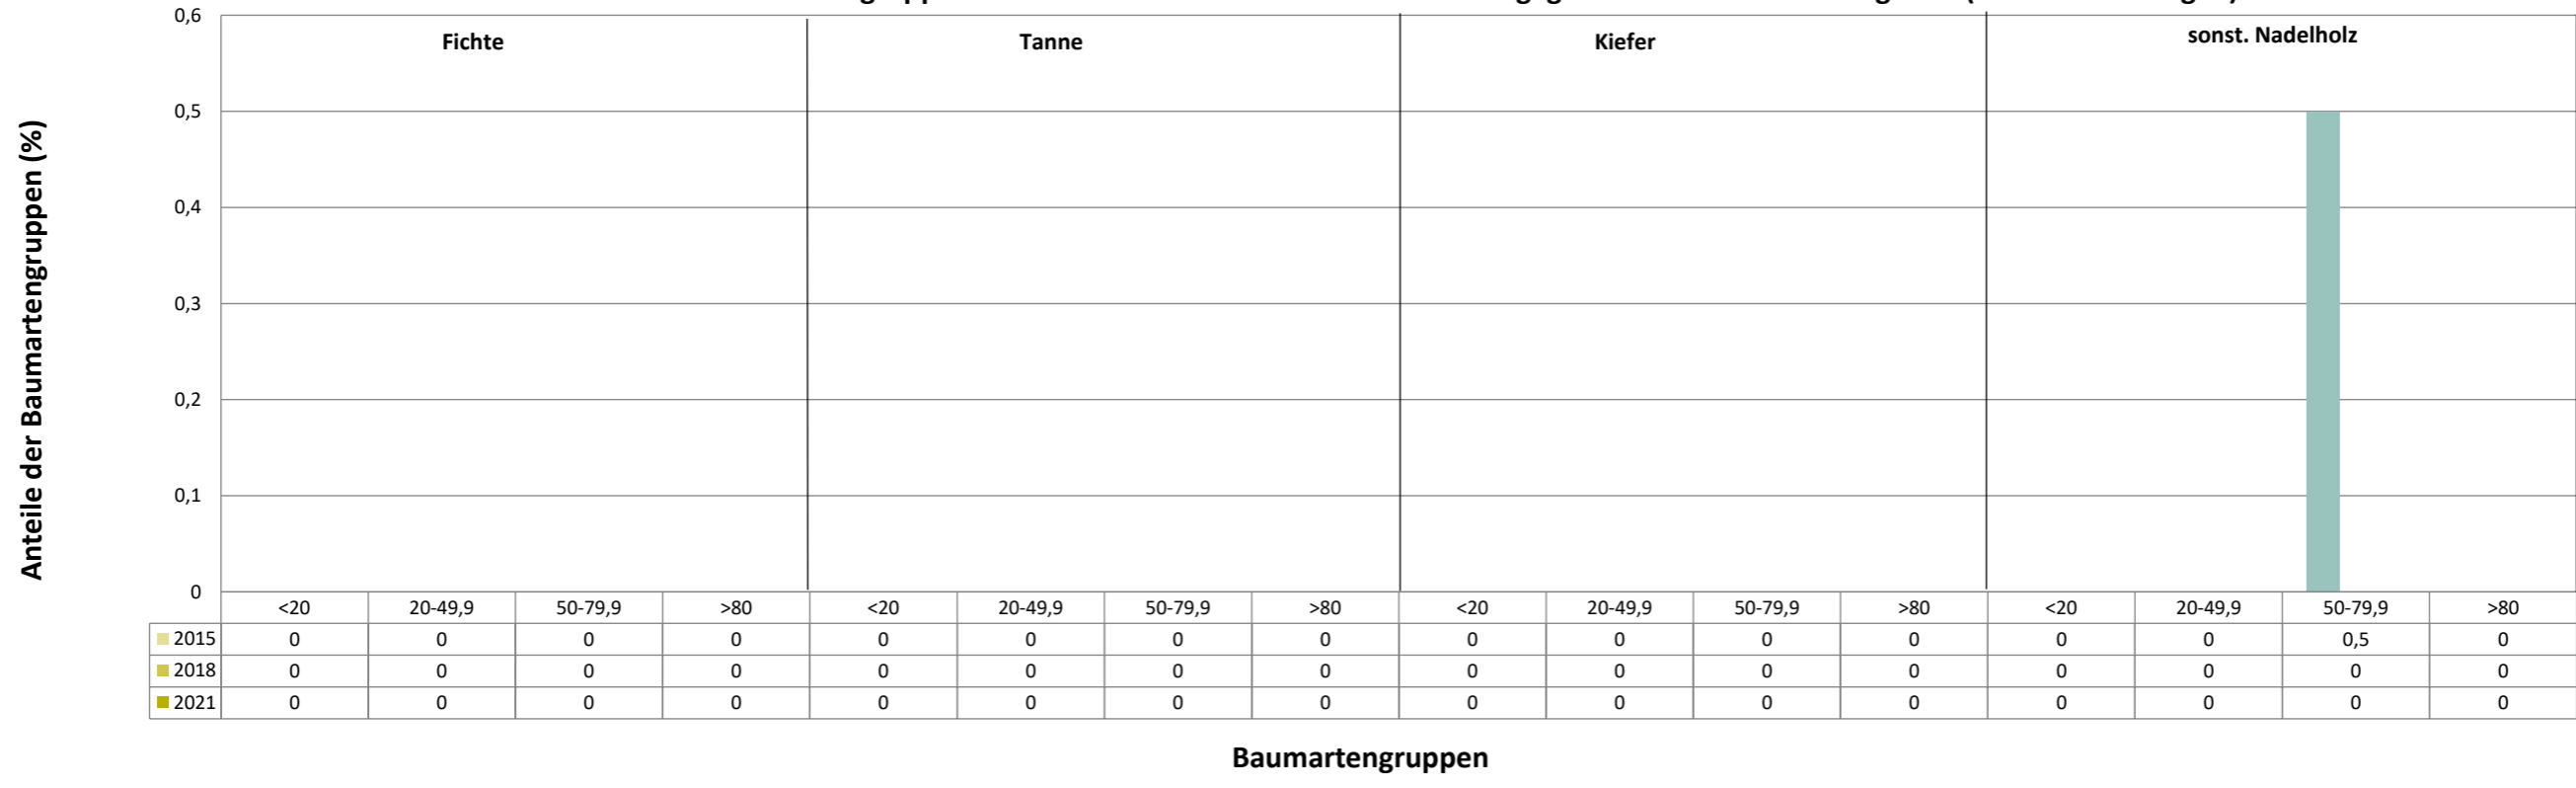 0,6
Fichte Tanne Kiefer sonst. Nadelholz
0,5
0,4
0,3
0,2
0,1
0
Anteile der Baumartengruppen (%)
<20 20-49,9 50-79,9 >80 <20 20-49,9 50-79,9 >80 <20 20-49,9 50-79,9 >80 <20 20-49,9 50-79,9 >80
2015 0 0 0 0 0 0 0 0 0 0 0 0 0 0 0,5 0
2018 0 0 0 0 0 0 0 0 0 0 0 0 0 0 0 0
2021 0 0 0 0 0 0 0 0 0 0 0 0 0 0 0 0
Baumartengruppen